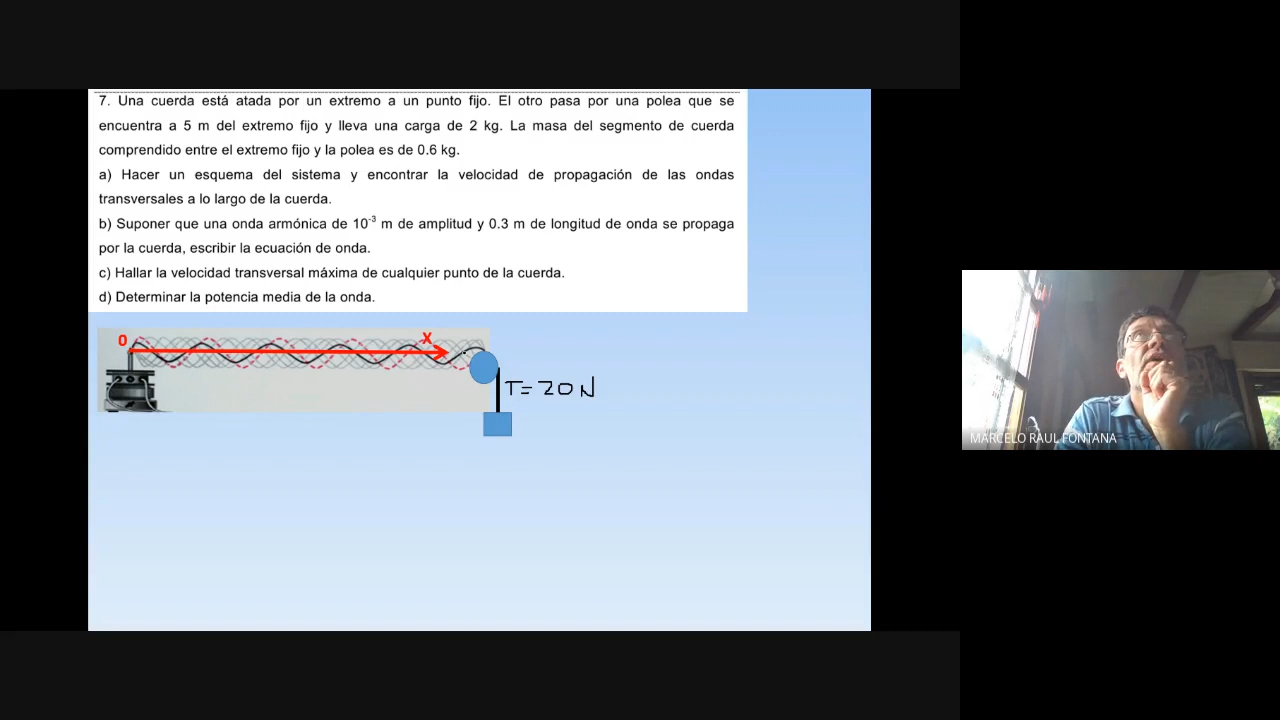 7. Una cuerda está atada por un extremo a un punto fijo. El otro pasa por una polea que se
encuentra a 5 m del extremo fijo y lleva una carga de 2 kg. La masa del segmento de cuerda
comprendido entre el extremo fijo y la polea es de 0.6 kg.
a) Hacer un esquema del sistema y encontrar la velocidad de propagación de las ondas
transversales a lo largo de la cuerda.
b) Suponer que una onda armónica de 10⁻³ m de amplitud y 0.3 m de longitud de onda se propaga
por la cuerda, escribir la ecuación de onda.
c) Hallar la velocidad transversal máxima de cualquier punto de la cuerda.
d) Determinar la potencia media de la onda.
0 X
T= 20 N
MARCELO RAUL FONTANA